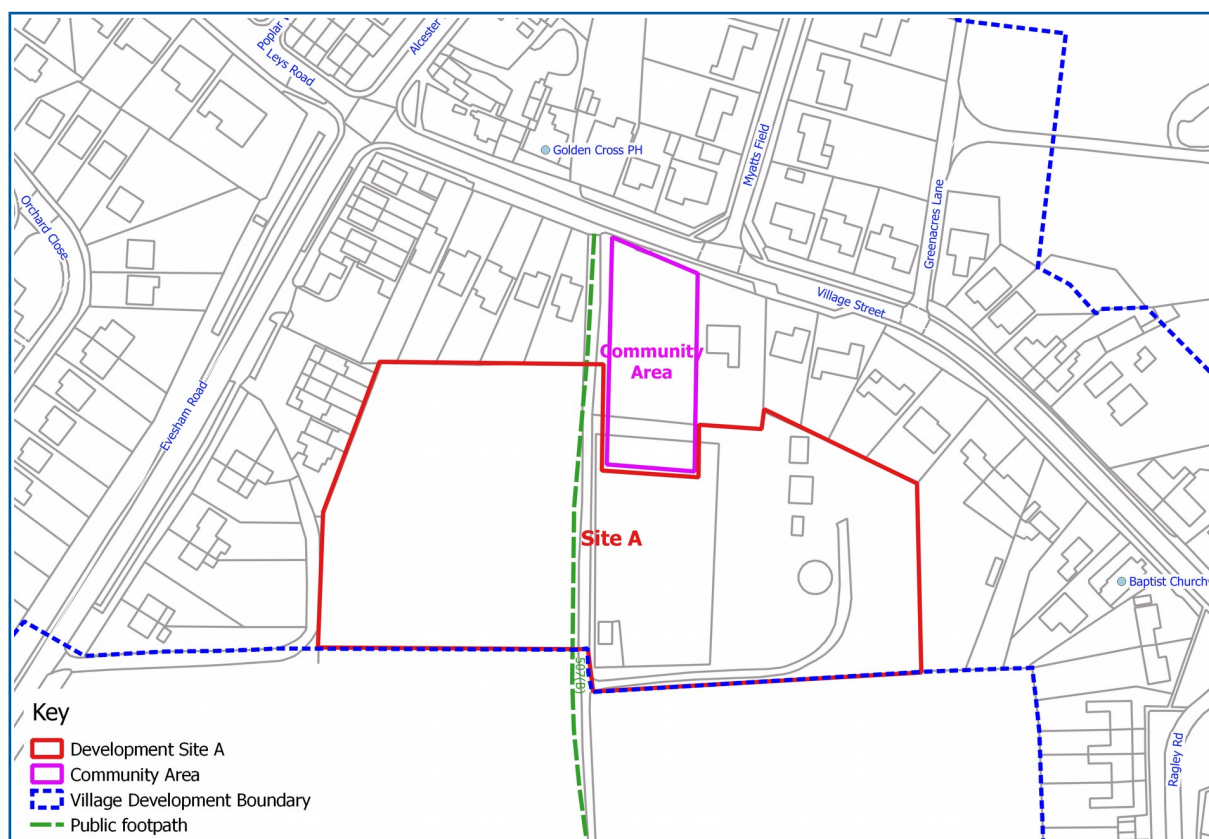 Poplar
Leys Road
Alcester
Golden Cross PH
Myatts Field
Greenacres Lane
Orchard Close
Village Street
Community
Area
Evesham Road
Site A
Baptist Church
S07(B)
Ragley Rd
Key
Development Site A
Community Area
Village Development Boundary
Public footpath